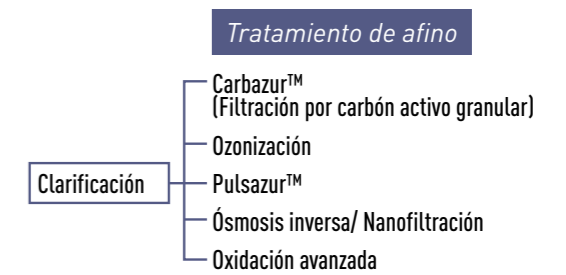 Tratamiento de afino
Carbazur™
(Filtración por carbón activo granular)
Ozonización
Clarificación
Pulsazur™
Ósmosis inversa/ Nanofiltración
Oxidación avanzada